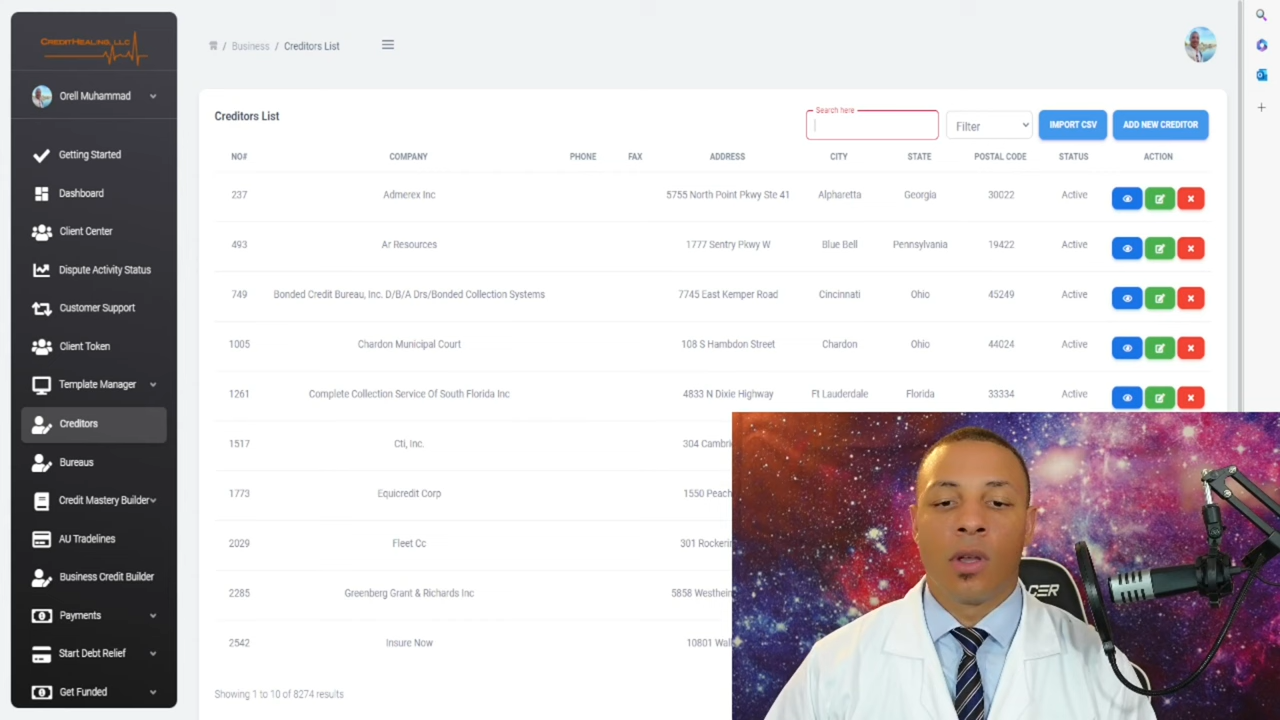 CREDITHEALING, LLC
Orell Muhammad
Getting Started
Dashboard
Client Center
Dispute Activity Status
Customer Support
Client Token
Template Manager
Creditors
Bureaus
Credit Mastery Builder
AU Tradelines
Business Credit Builder
Payments
Start Debt Relief
Get Funded
/ Business / Creditors List
Creditors List
Search here
Filter
IMPORT CSV
ADD NEW CREDITOR
NO# COMPANY PHONE FAX ADDRESS CITY STATE POSTAL CODE STATUS ACTION
237 Admerex Inc 5755 North Point Pkwy Ste 41 Alpharetta Georgia 30022 Active
493 Ar Resources 1777 Sentry Pkwy W Blue Bell Pennsylvania 19422 Active
749 Bonded Credit Bureau, Inc. D/B/A Drs/Bonded Collection Systems 7745 East Kemper Road Cincinnati Ohio 45249 Active
1005 Chardon Municipal Court 108 S Hambdon Street Chardon Ohio 44024 Active
1261 Complete Collection Service Of South Florida Inc 4833 N Dixie Highway Ft Lauderdale Florida 33334 Active
1517 Cti, Inc. 304 Cambri
1773 Equicredit Corp 1550 Peach
2029 Fleet Cc 301 Rockerin
2285 Greenberg Grant & Richards Inc 5858 Westhein
2542 Insure Now 10801 Wal
Showing 1 to 10 of 8274 results
CER